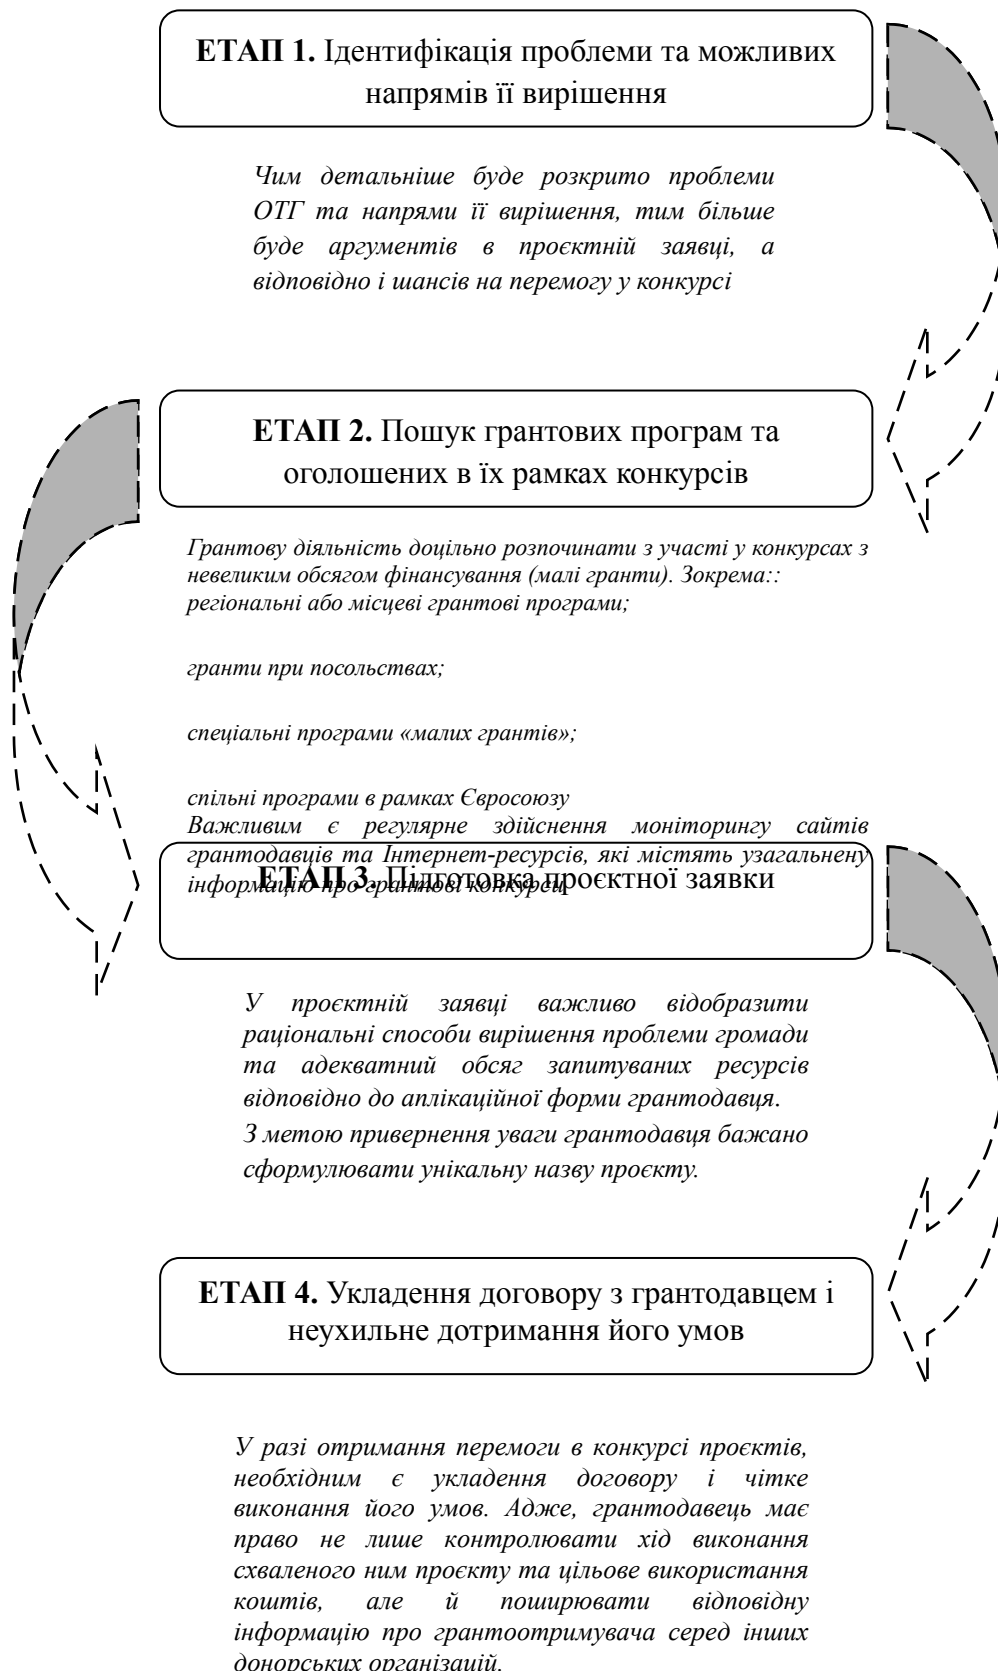 ЕТАП 1. Ідентифікація проблеми та можливих
напрямів її вирішення
Чим детальніше буде розкрито проблеми
ОТГ та напрями її вирішення, тим більше
буде аргументів в проєктній заявці, а
відповідно і шансів на перемогу у конкурсі
ЕТАП 2. Пошук грантових програм та
оголошених в їх рамках конкурсів
Грантову діяльність доцільно розпочинати з участі у конкурсах з
невеликим обсягом фінансування (малі гранти). Зокрема::
регіональні або місцеві грантові програми;
гранти при посольствах;
спеціальні програми «малих грантів»;
спільні програми в рамках Євросоюзу
Важливим є регулярне здійснення моніторингу сайтів
грантодавців та Інтернет-ресурсів, які містять узагальнену
інформацію про грантові конкурси
ЕТАП 3. Підготовка проєктної заявки
У проєктній заявці важливо відобразити
раціональні способи вирішення проблеми громади
та адекватний обсяг запитуваних ресурсів
відповідно до аплікаційної форми грантодавця.
З метою привернення уваги грантодавця бажано
сформулювати унікальну назву проєкту.
ЕТАП 4. Укладення договору з грантодавцем і
неухильне дотримання його умов
У разі отримання перемоги в конкурсі проєктів,
необхідним є укладення договору і чітке
виконання його умов. Адже, грантодавець має
право не лише контролювати хід виконання
схваленого ним проєкту та цільове використання
коштів, але й поширювати відповідну
інформацію про грантоотримувача серед інших
донорських організацій.